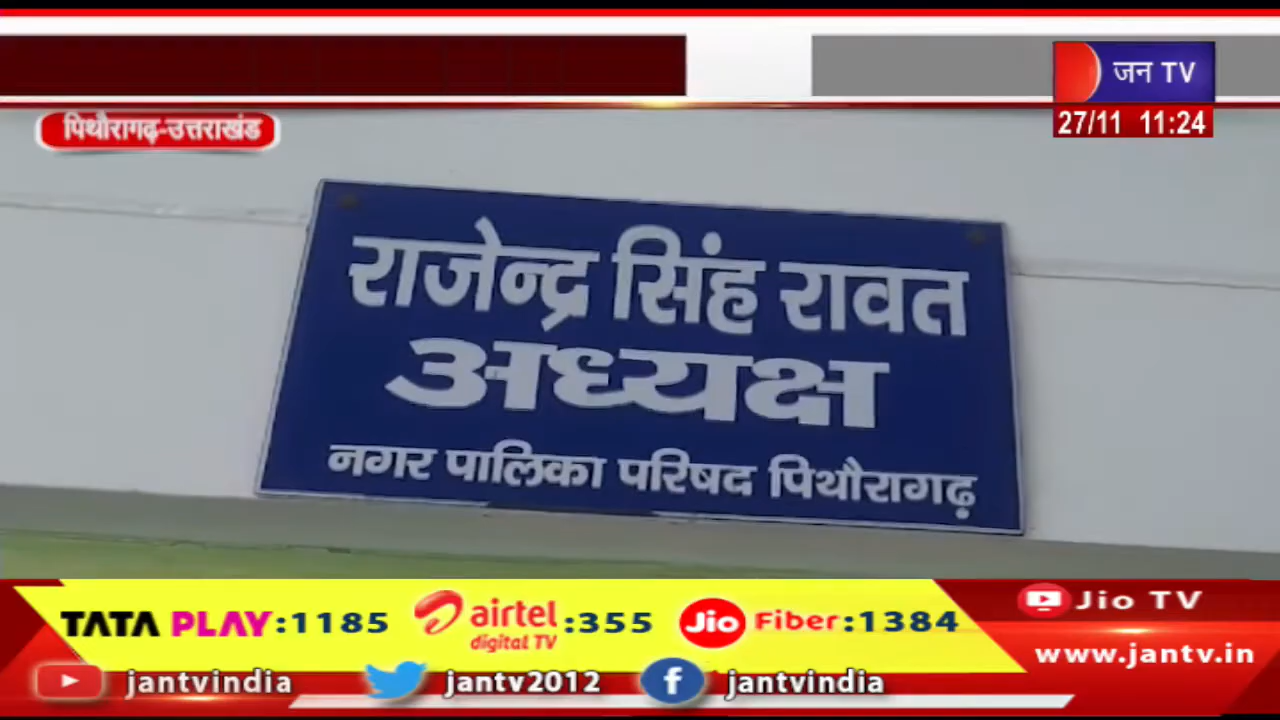 जन TV
27/11 11:24
पिथौरागढ़-उत्तराखंड
राजेन्द्र सिंह रावत
अध्यक्ष
नगर पालिका परिषद पिथौरागढ़
TATA PLAY:1185 airtel digital TV:355 Jio Fiber:1384
Jio TV
www.jantv.in
jantvindia jantv2012 jantvindia